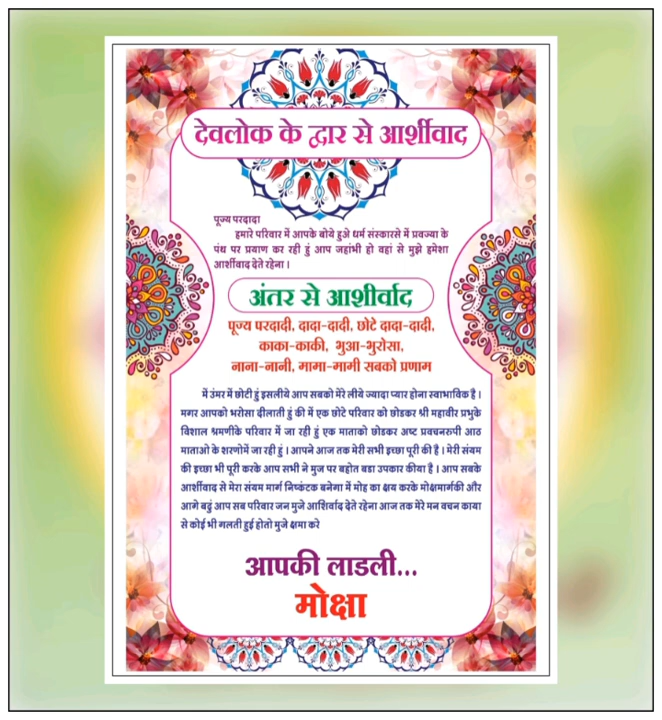 देवलोक के द्वार से आर्शीवाद
पूज्य परदादा
हमारे परिवार में आपके बोये हुअे धर्म संस्कारसे में प्रवज्या के
पंथ पर प्रयाण कर रही हुं आप जहांभी हो वहां से मुझे हमेशा
आर्शीवाद देते रहेना ।
अंतर से आशीर्वाद
पूज्य परदादी, दादा-दादी, छोटे दादा-दादी,
काका-काकी, भुआ-भुरोसा,
नाना-नानी, मामा-मामी सबको प्रणाम
में उंमर में छोटी हुं इसलीये आप सबको मेरे लीये ज्यादा प्यार होना स्वाभाविक है ।
मगर आपको भरोसा दीलाती हुं की में एक छोटे परिवार को छोडकर श्री महावीर प्रभुके
विशाल श्रमणीके परिवार में जा रही हुं एक माताको छोडकर अष्ट प्रवचनरुपी आठ
माताओ के शरणोमें जा रही हुं । आपने आज तक मेरी सभी इच्छा पूरी की है । मेरी संयम
की इच्छा भी पूरी करके आप सभी ने मुज पर बहोत बडा उपकार कीया है । आप सबके
आर्शीवाद से मेरा संयम मार्ग निष्कंटक बनेगा में मोह का क्षय करके मोक्षमार्गकी और
आगे बढुं आप सब परिवार जन मुजे आशिर्वाद देते रहेना आज तक मेरे मन वचन काया
से कोई भी गलती हुई होतो मुजे क्षमा करे
आपकी लाडली...
मोक्षा